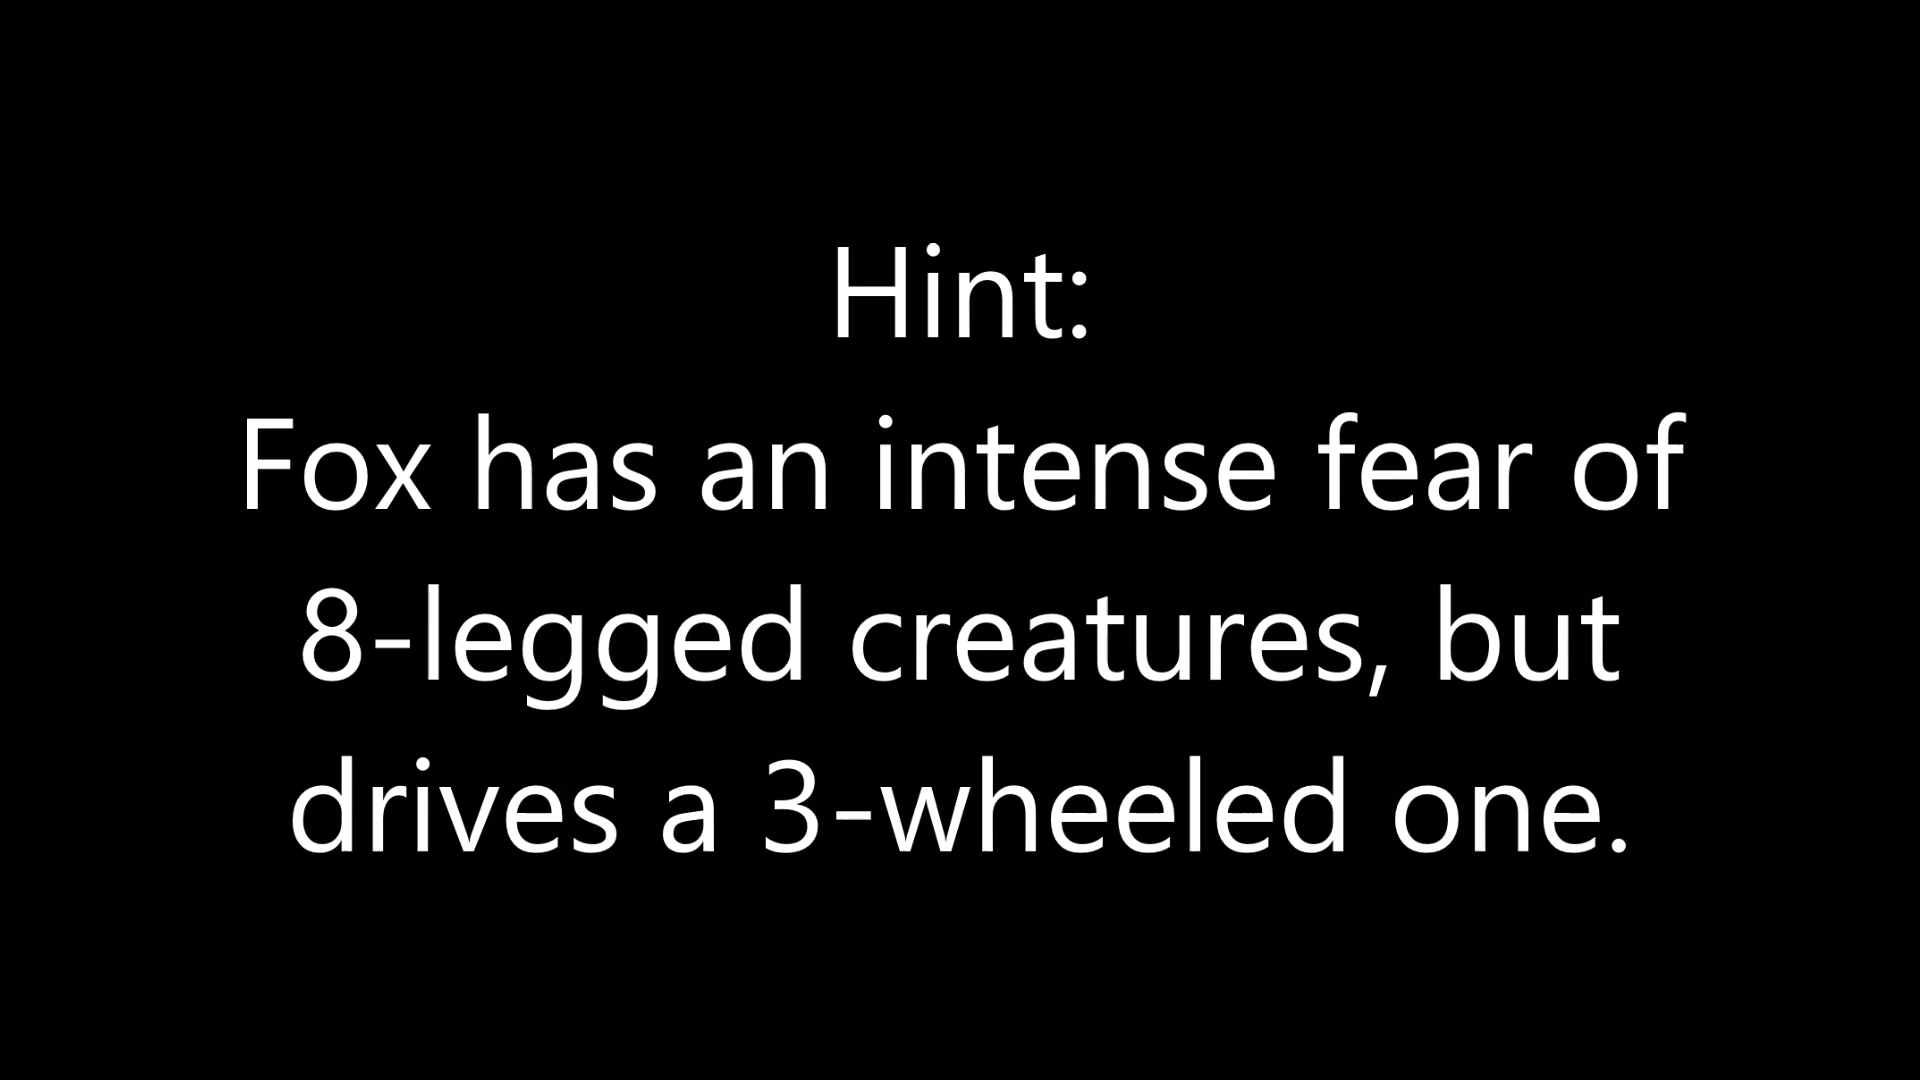 Hint:
Fox has an intense fear of
8-legged creatures, but
drives a 3-wheeled one.